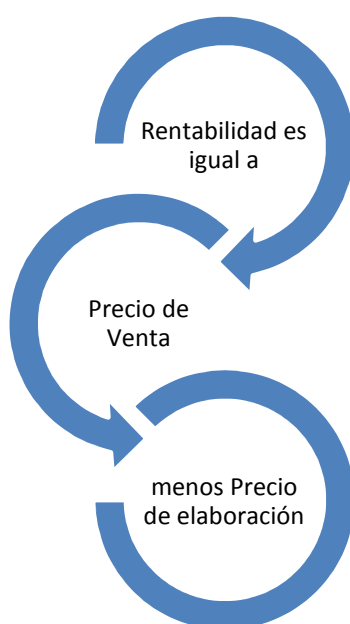 Rentabilidad es
igual a
Precio de
Venta
menos Precio
de elaboración